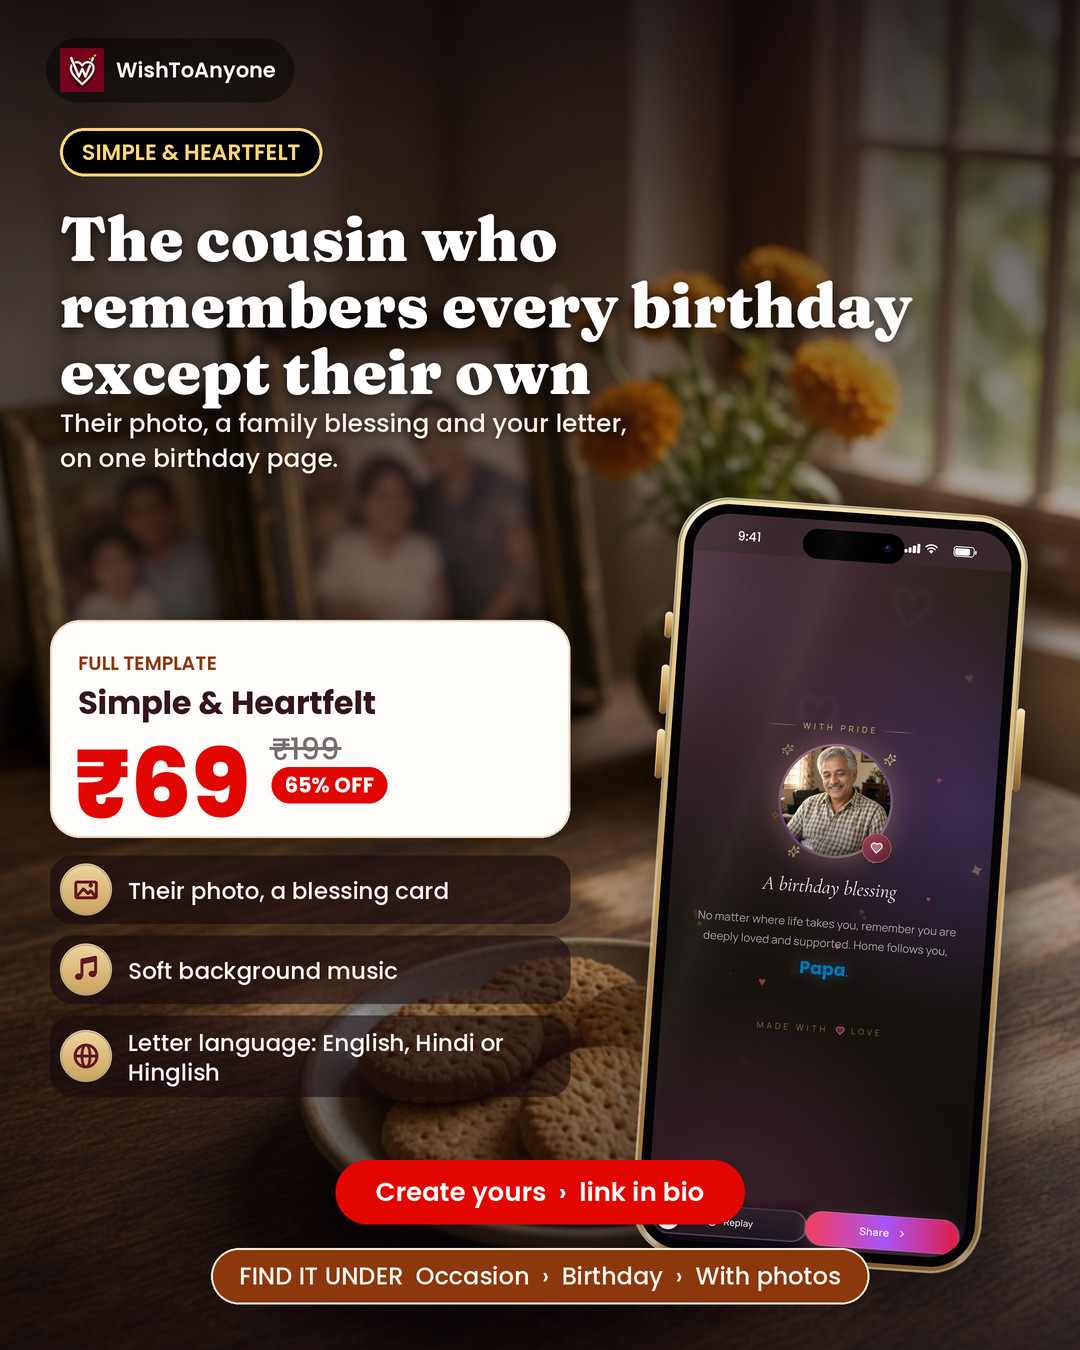 WishToAnyone
SIMPLE & HEARTFELT
The cousin who
remembers every birthday
except their own
Their photo, a family blessing and your letter,
on one birthday page.
FULL TEMPLATE
Simple & Heartfelt
₹69
₹199
65% OFF
Their photo, a blessing card
Soft background music
Letter language: English, Hindi or
Hinglish
9:41
WITH PRIDE
A birthday blessing
No matter where life takes you, remember you are
deeply loved and supported. Home follows you,
Papa.
MADE WITH LOVE
Replay
Share ›
Create yours › link in bio
FIND IT UNDER Occasion › Birthday › With photos